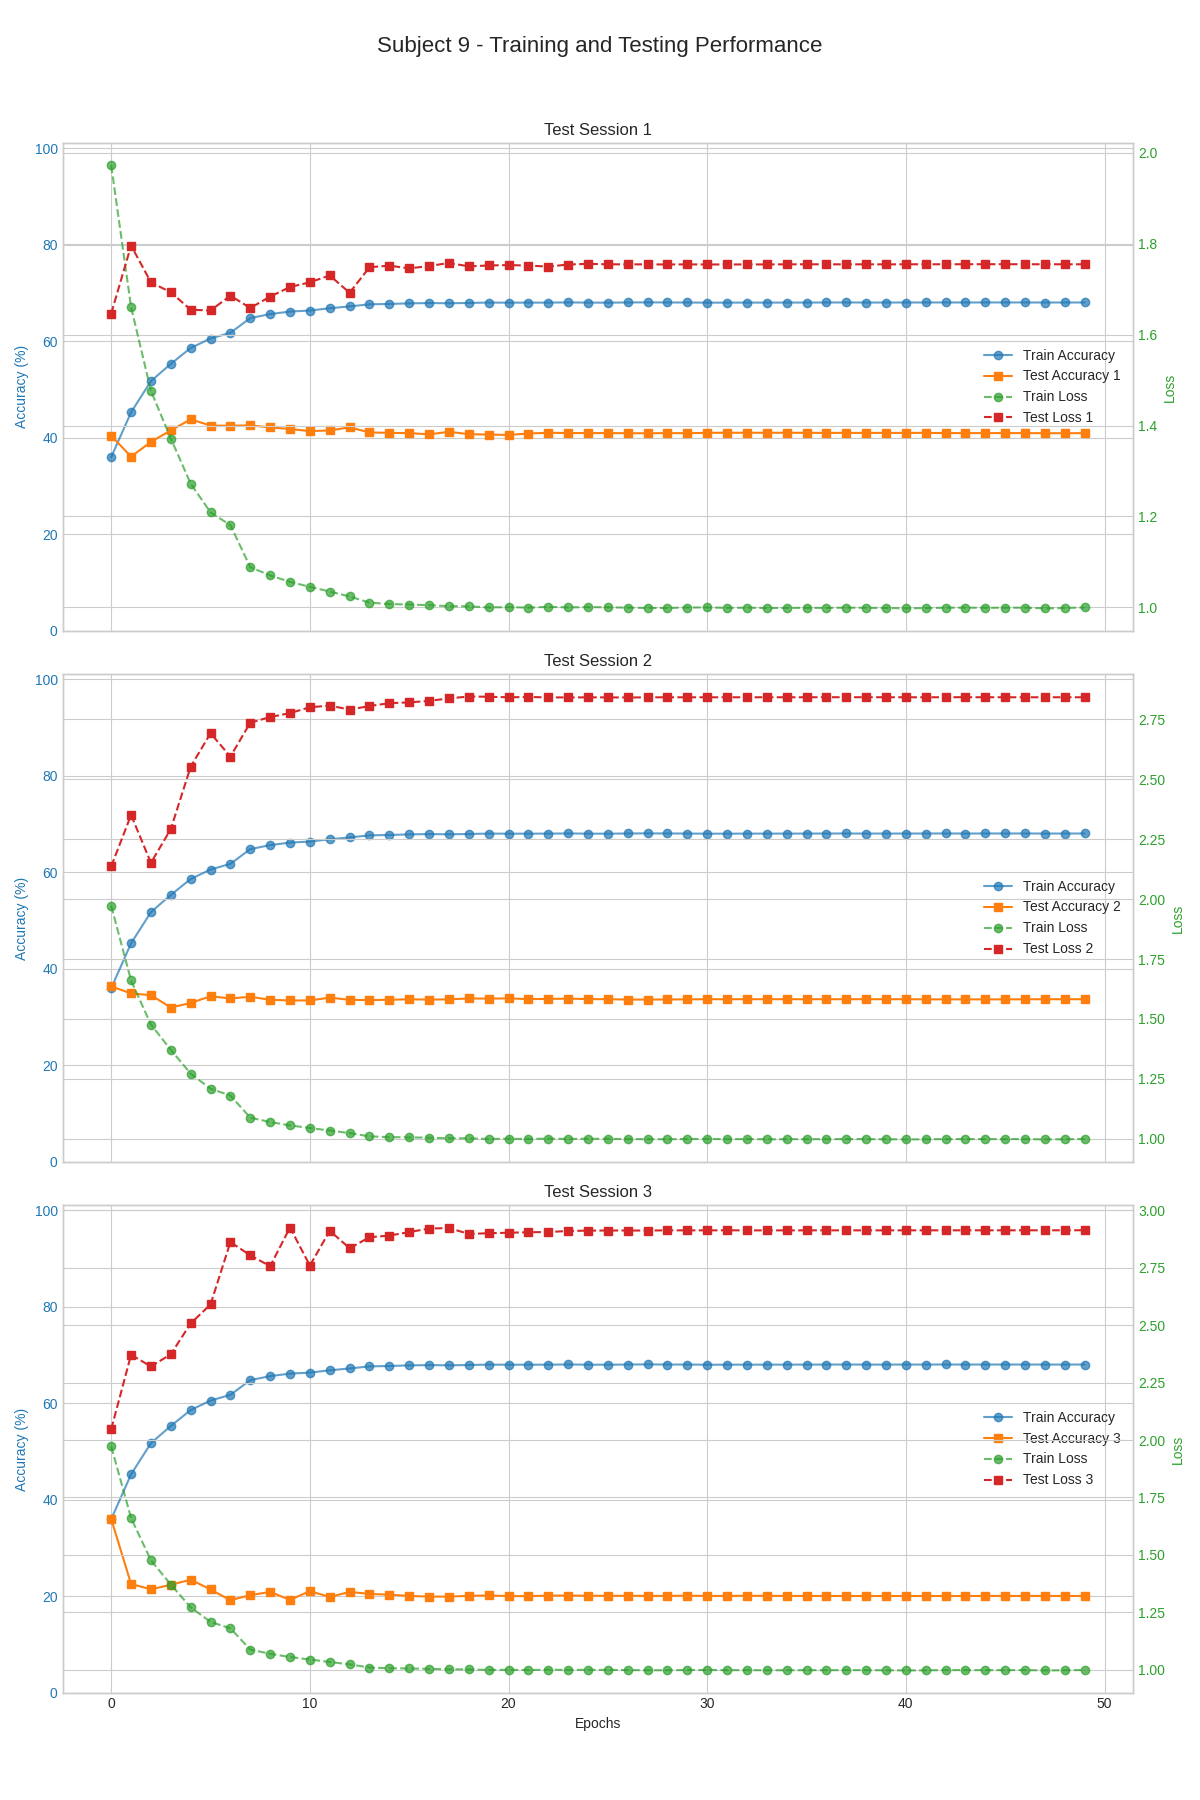 Subject 9 - Training and Testing Performance
Test Session 1
100
80
60
40
20
0
Accuracy (%)
2.0
1.8
1.6
1.4
1.2
1.0
Loss
Train Accuracy
Test Accuracy 1
Train Loss
Test Loss 1
Test Session 2
100
80
60
40
20
0
Accuracy (%)
2.75
2.50
2.25
2.00
1.75
1.50
1.25
1.00
Loss
Train Accuracy
Test Accuracy 2
Train Loss
Test Loss 2
Test Session 3
100
80
60
40
20
0
Accuracy (%)
3.00
2.75
2.50
2.25
2.00
1.75
1.50
1.25
1.00
Loss
Train Accuracy
Test Accuracy 3
Train Loss
Test Loss 3
0 10 20 30 40 50
Epochs